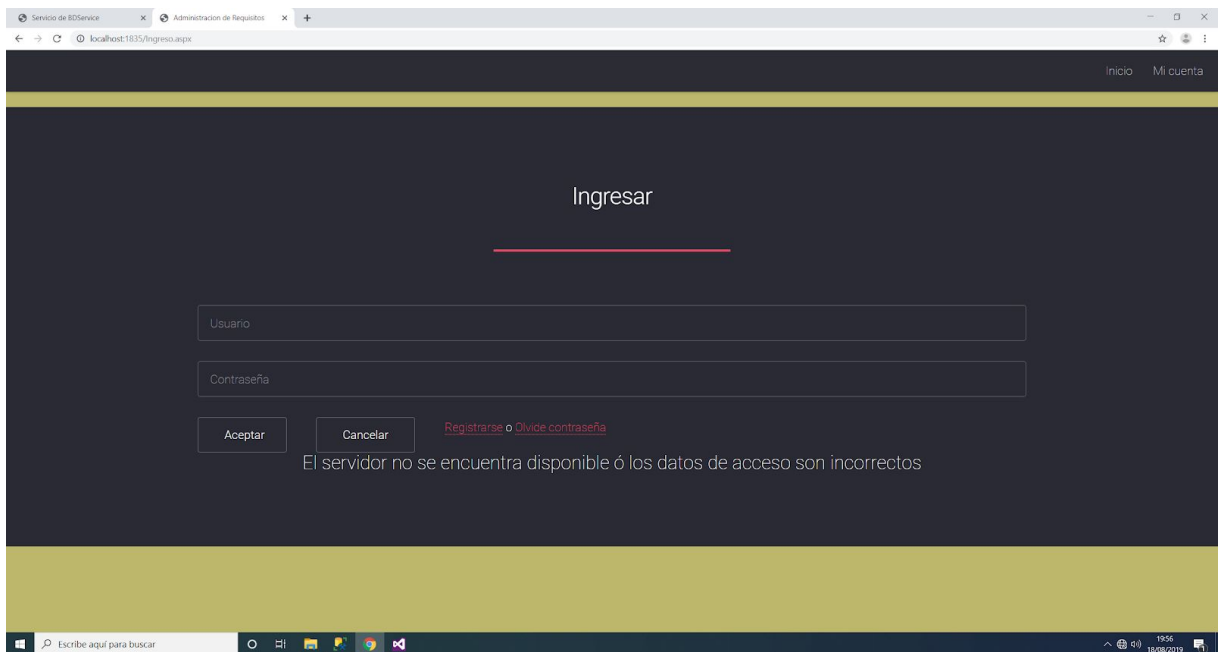 Servicio de BDService
Administracion de Requisitos
localhost:1835/Ingreso.aspx
Inicio Mi cuenta
Ingresar
Usuario
Contraseña
Aceptar Cancelar Registrarse o Olvide contraseña
El servidor no se encuentra disponible ó los datos de acceso son incorrectos
Escribe aquí para buscar
19:56
18/08/2019